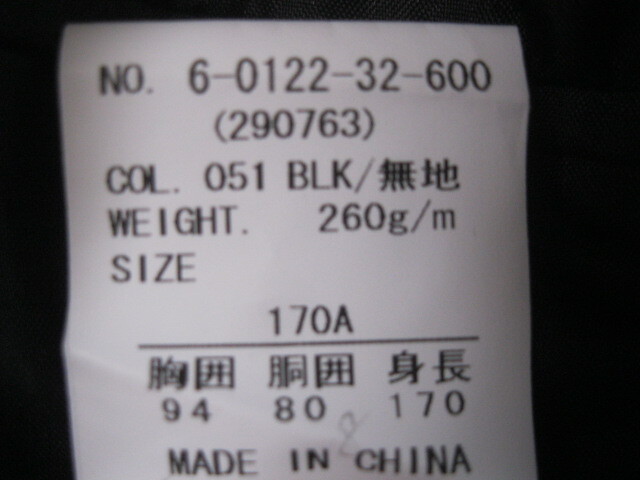 NO. 6-0122-32-600
(290763)
COL. 051 BLK/無地
WEIGHT. 260g/m
SIZE
170A
胸囲 胴囲 身長
94 80 170
MADE IN CHINA